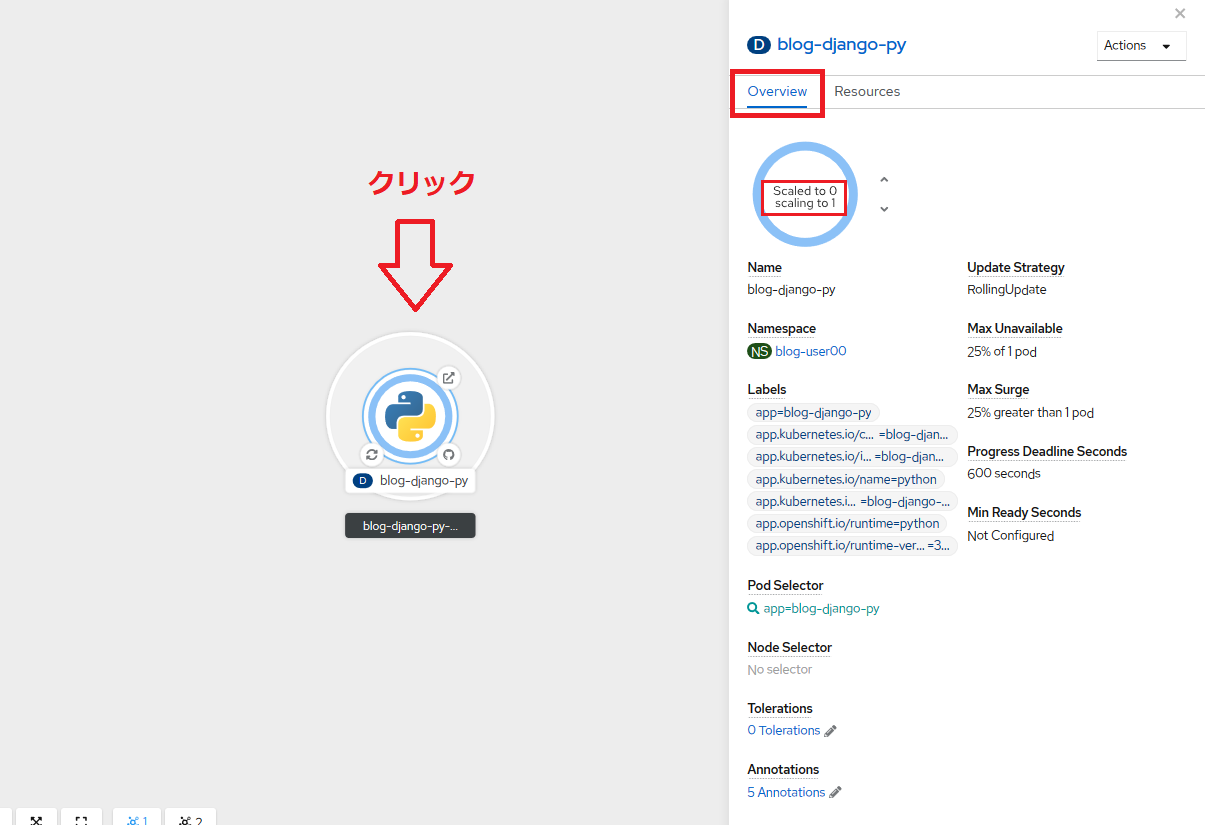 クリック
D blog-django-py
blog-django-py-...
1
2
D blog-django-py
Actions
Overview
Resources
Scaled to 0
scaling to 1
Name
blog-django-py
Namespace
NS blog-user00
Labels
app=blog-django-py
app.kubernetes.io/c... =blog-djan...
app.kubernetes.io/i... =blog-djan...
app.kubernetes.io/name=python
app.kubernetes.i... =blog-django-...
app.openshift.io/runtime=python
app.openshift.io/runtime-ver... =3...
Update Strategy
RollingUpdate
Max Unavailable
25% of 1 pod
Max Surge
25% greater than 1 pod
Progress Deadline Seconds
600 seconds
Min Ready Seconds
Not Configured
Pod Selector
app=blog-django-py
Node Selector
No selector
Tolerations
0 Tolerations
Annotations
5 Annotations